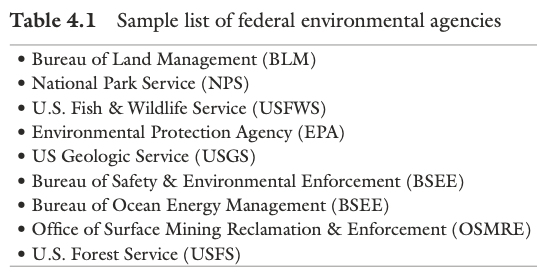 Table 4.1 Sample list of federal environmental agencies
• Bureau of Land Management (BLM)
• National Park Service (NPS)
• U.S. Fish & Wildlife Service (USFWS)
• Environmental Protection Agency (EPA)
• US Geologic Service (USGS)
• Bureau of Safety & Environmental Enforcement (BSEE)
• Bureau of Ocean Energy Management (BSEE)
• Office of Surface Mining Reclamation & Enforcement (OSMRE)
• U.S. Forest Service (USFS)